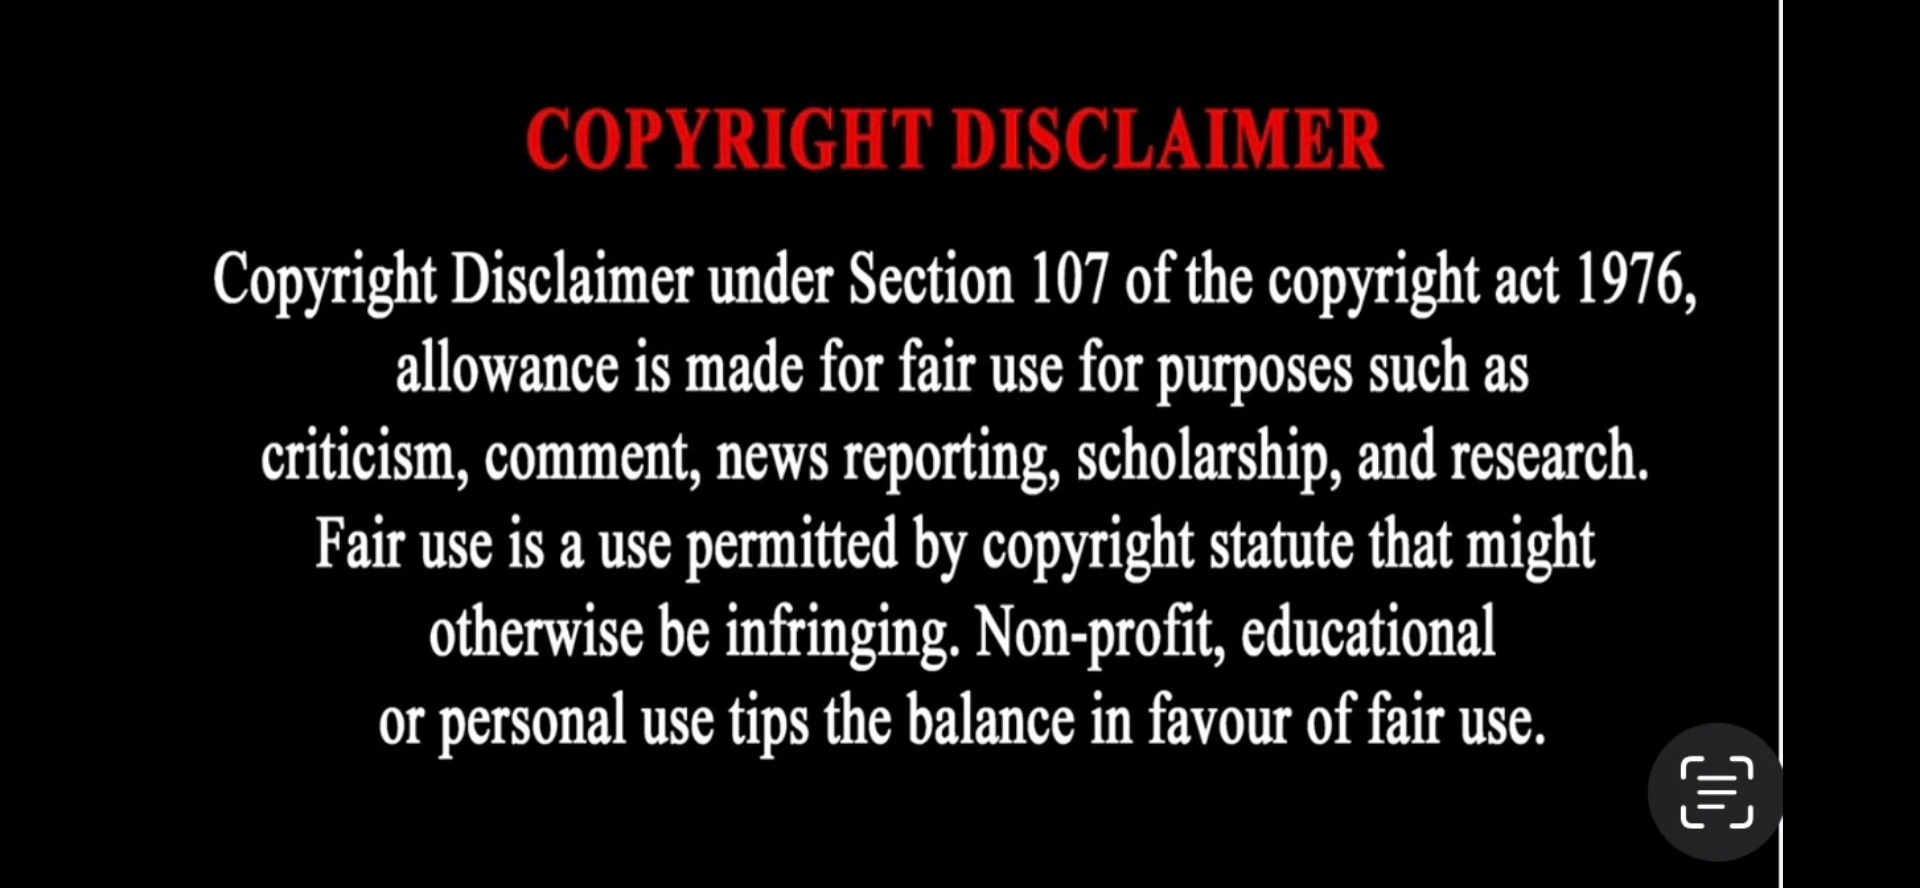 COPYRIGHT DISCLAIMER
Copyright Disclaimer under Section 107 of the copyright act 1976,
allowance is made for fair use for purposes such as
criticism, comment, news reporting, scholarship, and research.
Fair use is a use permitted by copyright statute that might
otherwise be infringing. Non-profit, educational
or personal use tips the balance in favour of fair use.